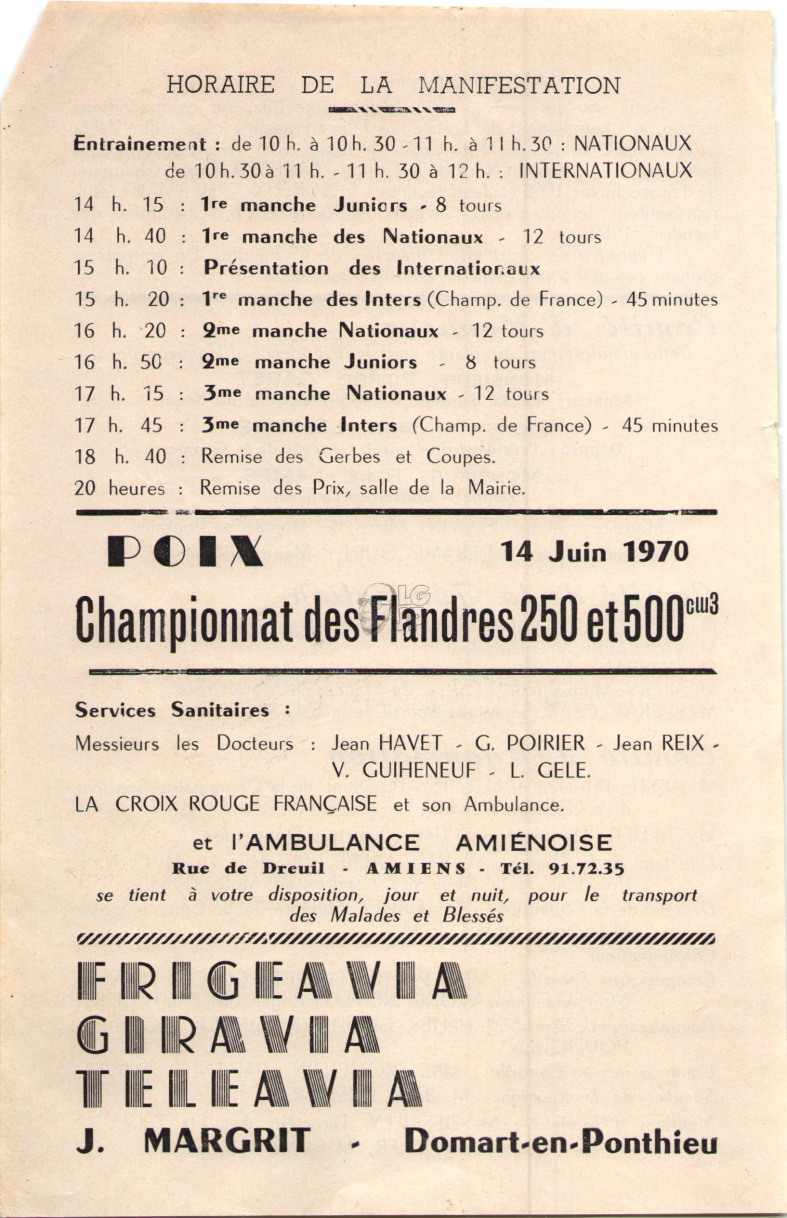 HORAIRE DE LA MANIFESTATION
Entraînement : de 10 h. à 10 h. 30 - 11 h. à 11 h. 30 : NATIONAUX
de 10 h. 30 à 11 h. - 11 h. 30 à 12 h. : INTERNATIONAUX
14 h. 15 : 1re manche Juniors - 8 tours
14 h. 40 : 1re manche des Nationaux - 12 tours
15 h. 10 : Présentation des Internationaux
15 h. 20 : 1re manche des Inters (Champ. de France) - 45 minutes
16 h. 20 : 2me manche Nationaux - 12 tours
16 h. 50 : 2me manche Juniors - 8 tours
17 h. 15 : 3me manche Nationaux - 12 tours
17 h. 45 : 3me manche Inters (Champ. de France) - 45 minutes
18 h. 40 : Remise des Gerbes et Coupes.
20 heures : Remise des Prix, salle de la Mairie.
POIX 14 Juin 1970
Championnat des Flandres 250 et 500 cm3
Services Sanitaires :
Messieurs les Docteurs : Jean HAVET - G. POIRIER - Jean REIX -
V. GUIHENEUF - L. GELE.
LA CROIX ROUGE FRANÇAISE et son Ambulance.
et l'AMBULANCE AMIÉNOISE
Rue de Dreuil - AMIENS - Tél. 91.72.35
se tient à votre disposition, jour et nuit, pour le transport
des Malades et Blessés
FRIGEAVIA
GIRAVIA
TELEAVIA
J. MARGRIT - Domart-en-Ponthieu